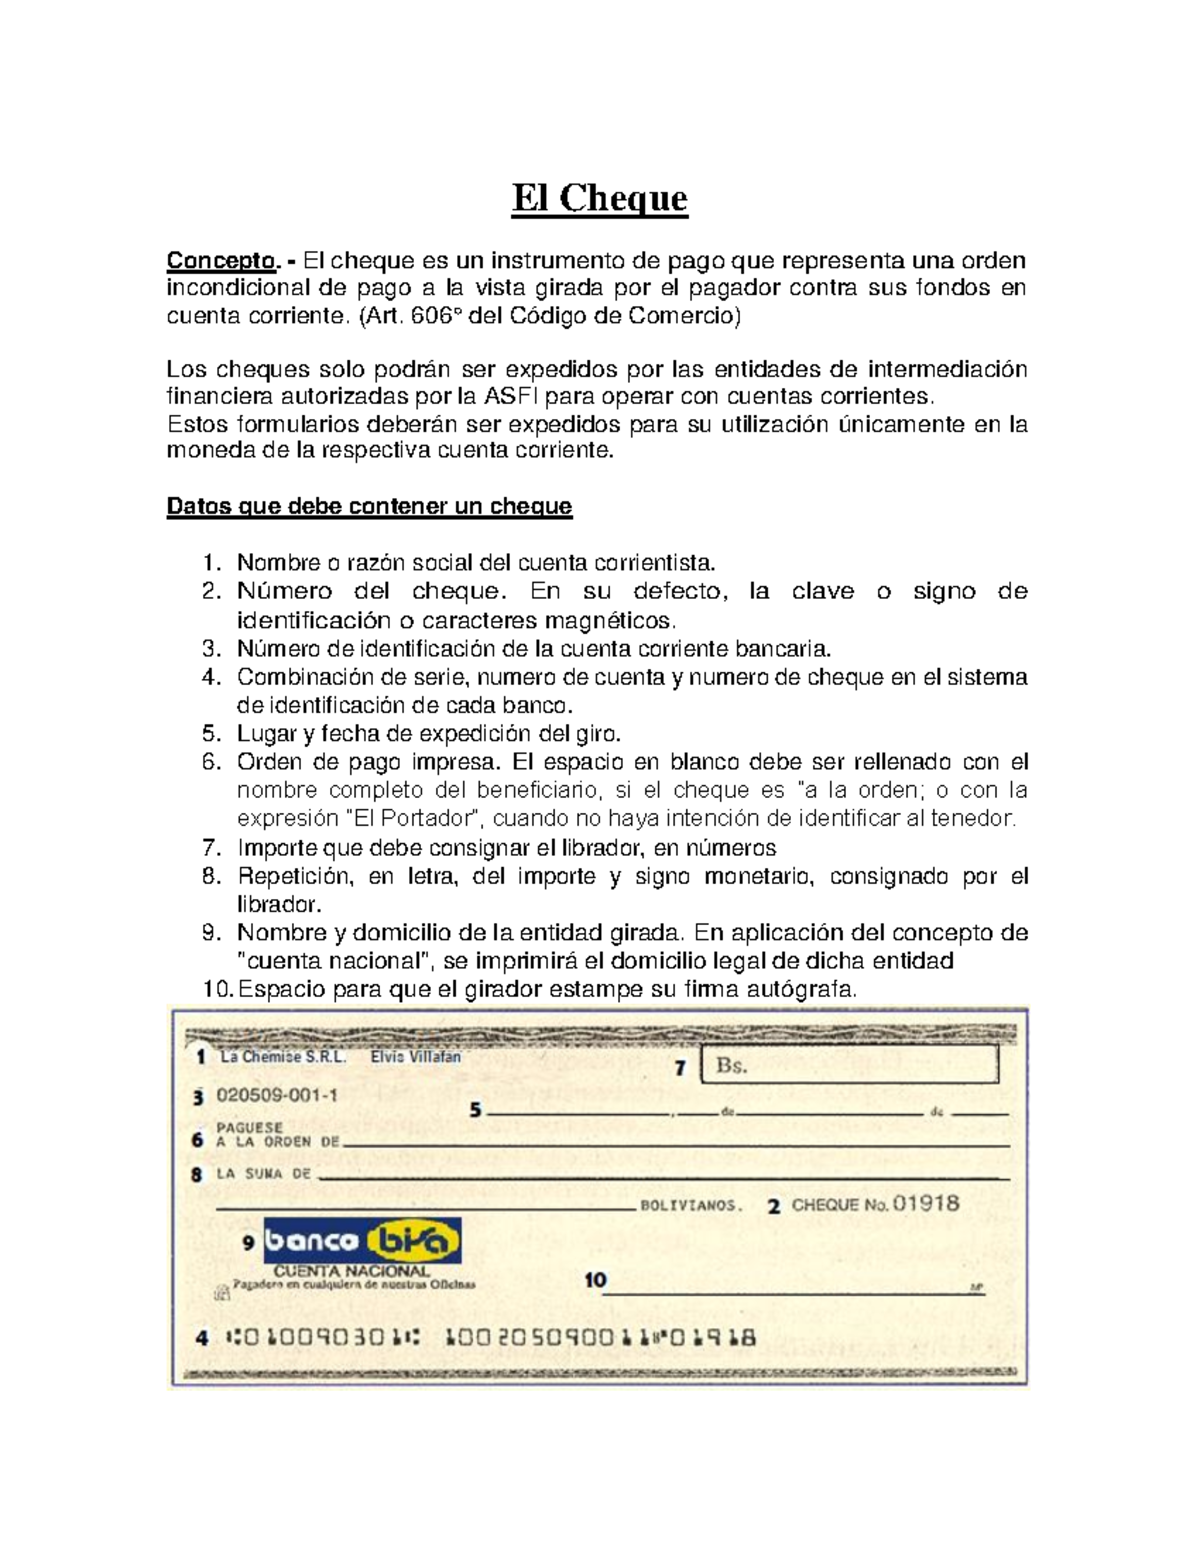 El Cheque
Concepto. - El cheque es un instrumento de pago que representa una orden
incondicional de pago a la vista girada por el pagador contra sus fondos en
cuenta corriente. (Art. 606° del Código de Comercio)
Los cheques solo podrán ser expedidos por las entidades de intermediación
financiera autorizadas por la ASFI para operar con cuentas corrientes.
Estos formularios deberán ser expedidos para su utilización únicamente en la
moneda de la respectiva cuenta corriente.
Datos que debe contener un cheque
1. Nombre o razón social del cuenta corrientista.
2. Número del cheque. En su defecto, la clave o signo de
identificación o caracteres magnéticos.
3. Número de identificación de la cuenta corriente bancaria.
4. Combinación de serie, numero de cuenta y numero de cheque en el sistema
de identificación de cada banco.
5. Lugar y fecha de expedición del giro.
6. Orden de pago impresa. El espacio en blanco debe ser rellenado con el
nombre completo del beneficiario, si el cheque es "a la orden; o con la
expresión "El Portador", cuando no haya intención de identificar al tenedor.
7. Importe que debe consignar el librador, en números
8. Repetición, en letra, del importe y signo monetario, consignado por el
librador.
9. Nombre y domicilio de la entidad girada. En aplicación del concepto de
"cuenta nacional", se imprimirá el domicilio legal de dicha entidad
10. Espacio para que el girador estampe su firma autógrafa.
1 La Chemise S.R.L. Elvis Villafan
7 Bs.
3 020509-001-1
5 , de de
PAGUESE
6 A LA ORDEN DE
8 LA SUMA DE
BOLIVIANOS. 2 CHEQUE No. 01918
9 banco bisa
CUENTA NACIONAL
Pagadero en cualquiera de nuestras Oficinas
10
4 ⑆010090301⑆ 10020509001 1⑈01918